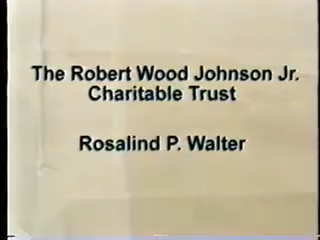 The Robert Wood Johnson Jr.
Charitable Trust
Rosalind P. Walter